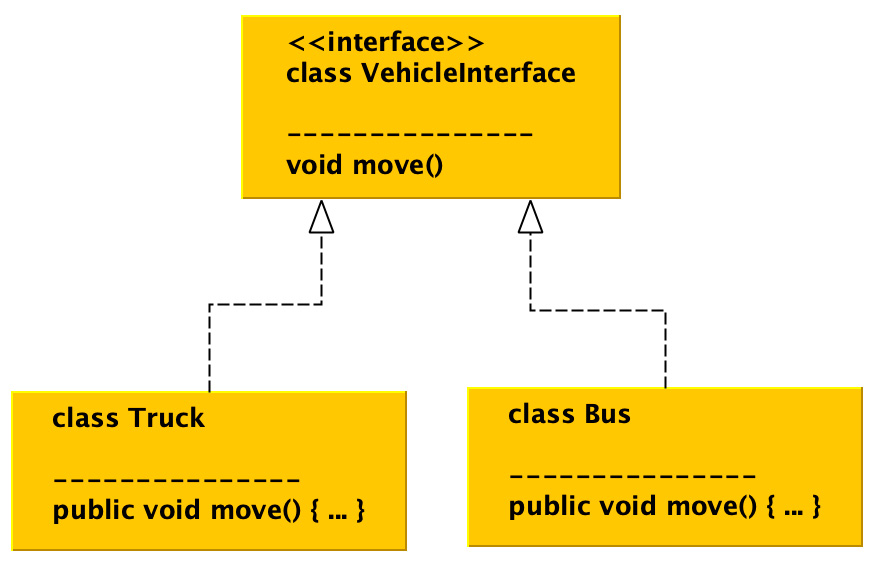 <<interface>>
class VehicleInterface
---------------
void move()
class Truck
---------------
public void move() { ... }
class Bus
---------------
public void move() { ... }